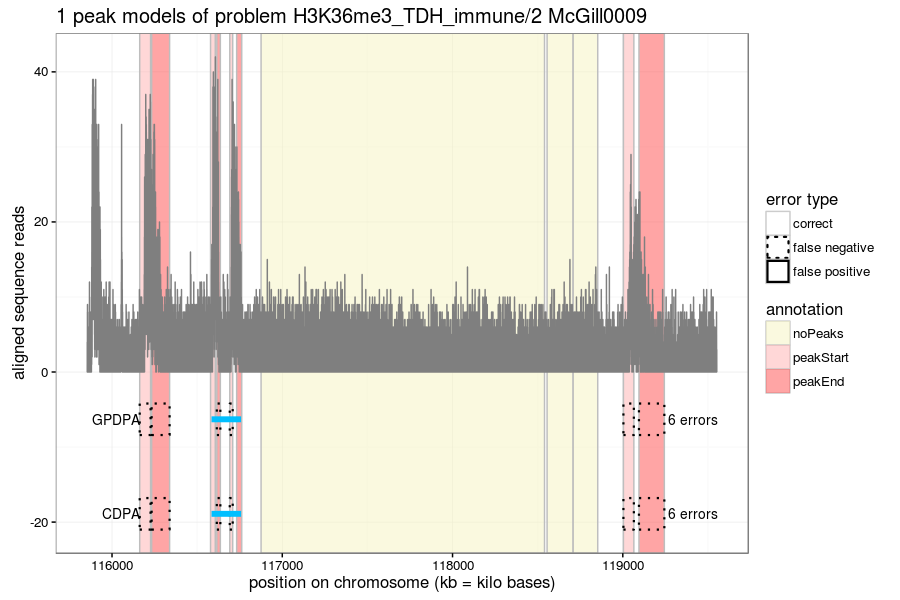 1 peak models of problem H3K36me3_TDH_immune/2 McGill0009
aligned sequence reads
40
20
0
-20
GPDPA
6 errors
CDPA
6 errors
116000
117000
118000
119000
position on chromosome (kb = kilo bases)
error type
correct
false negative
false positive
annotation
noPeaks
peakStart
peakEnd